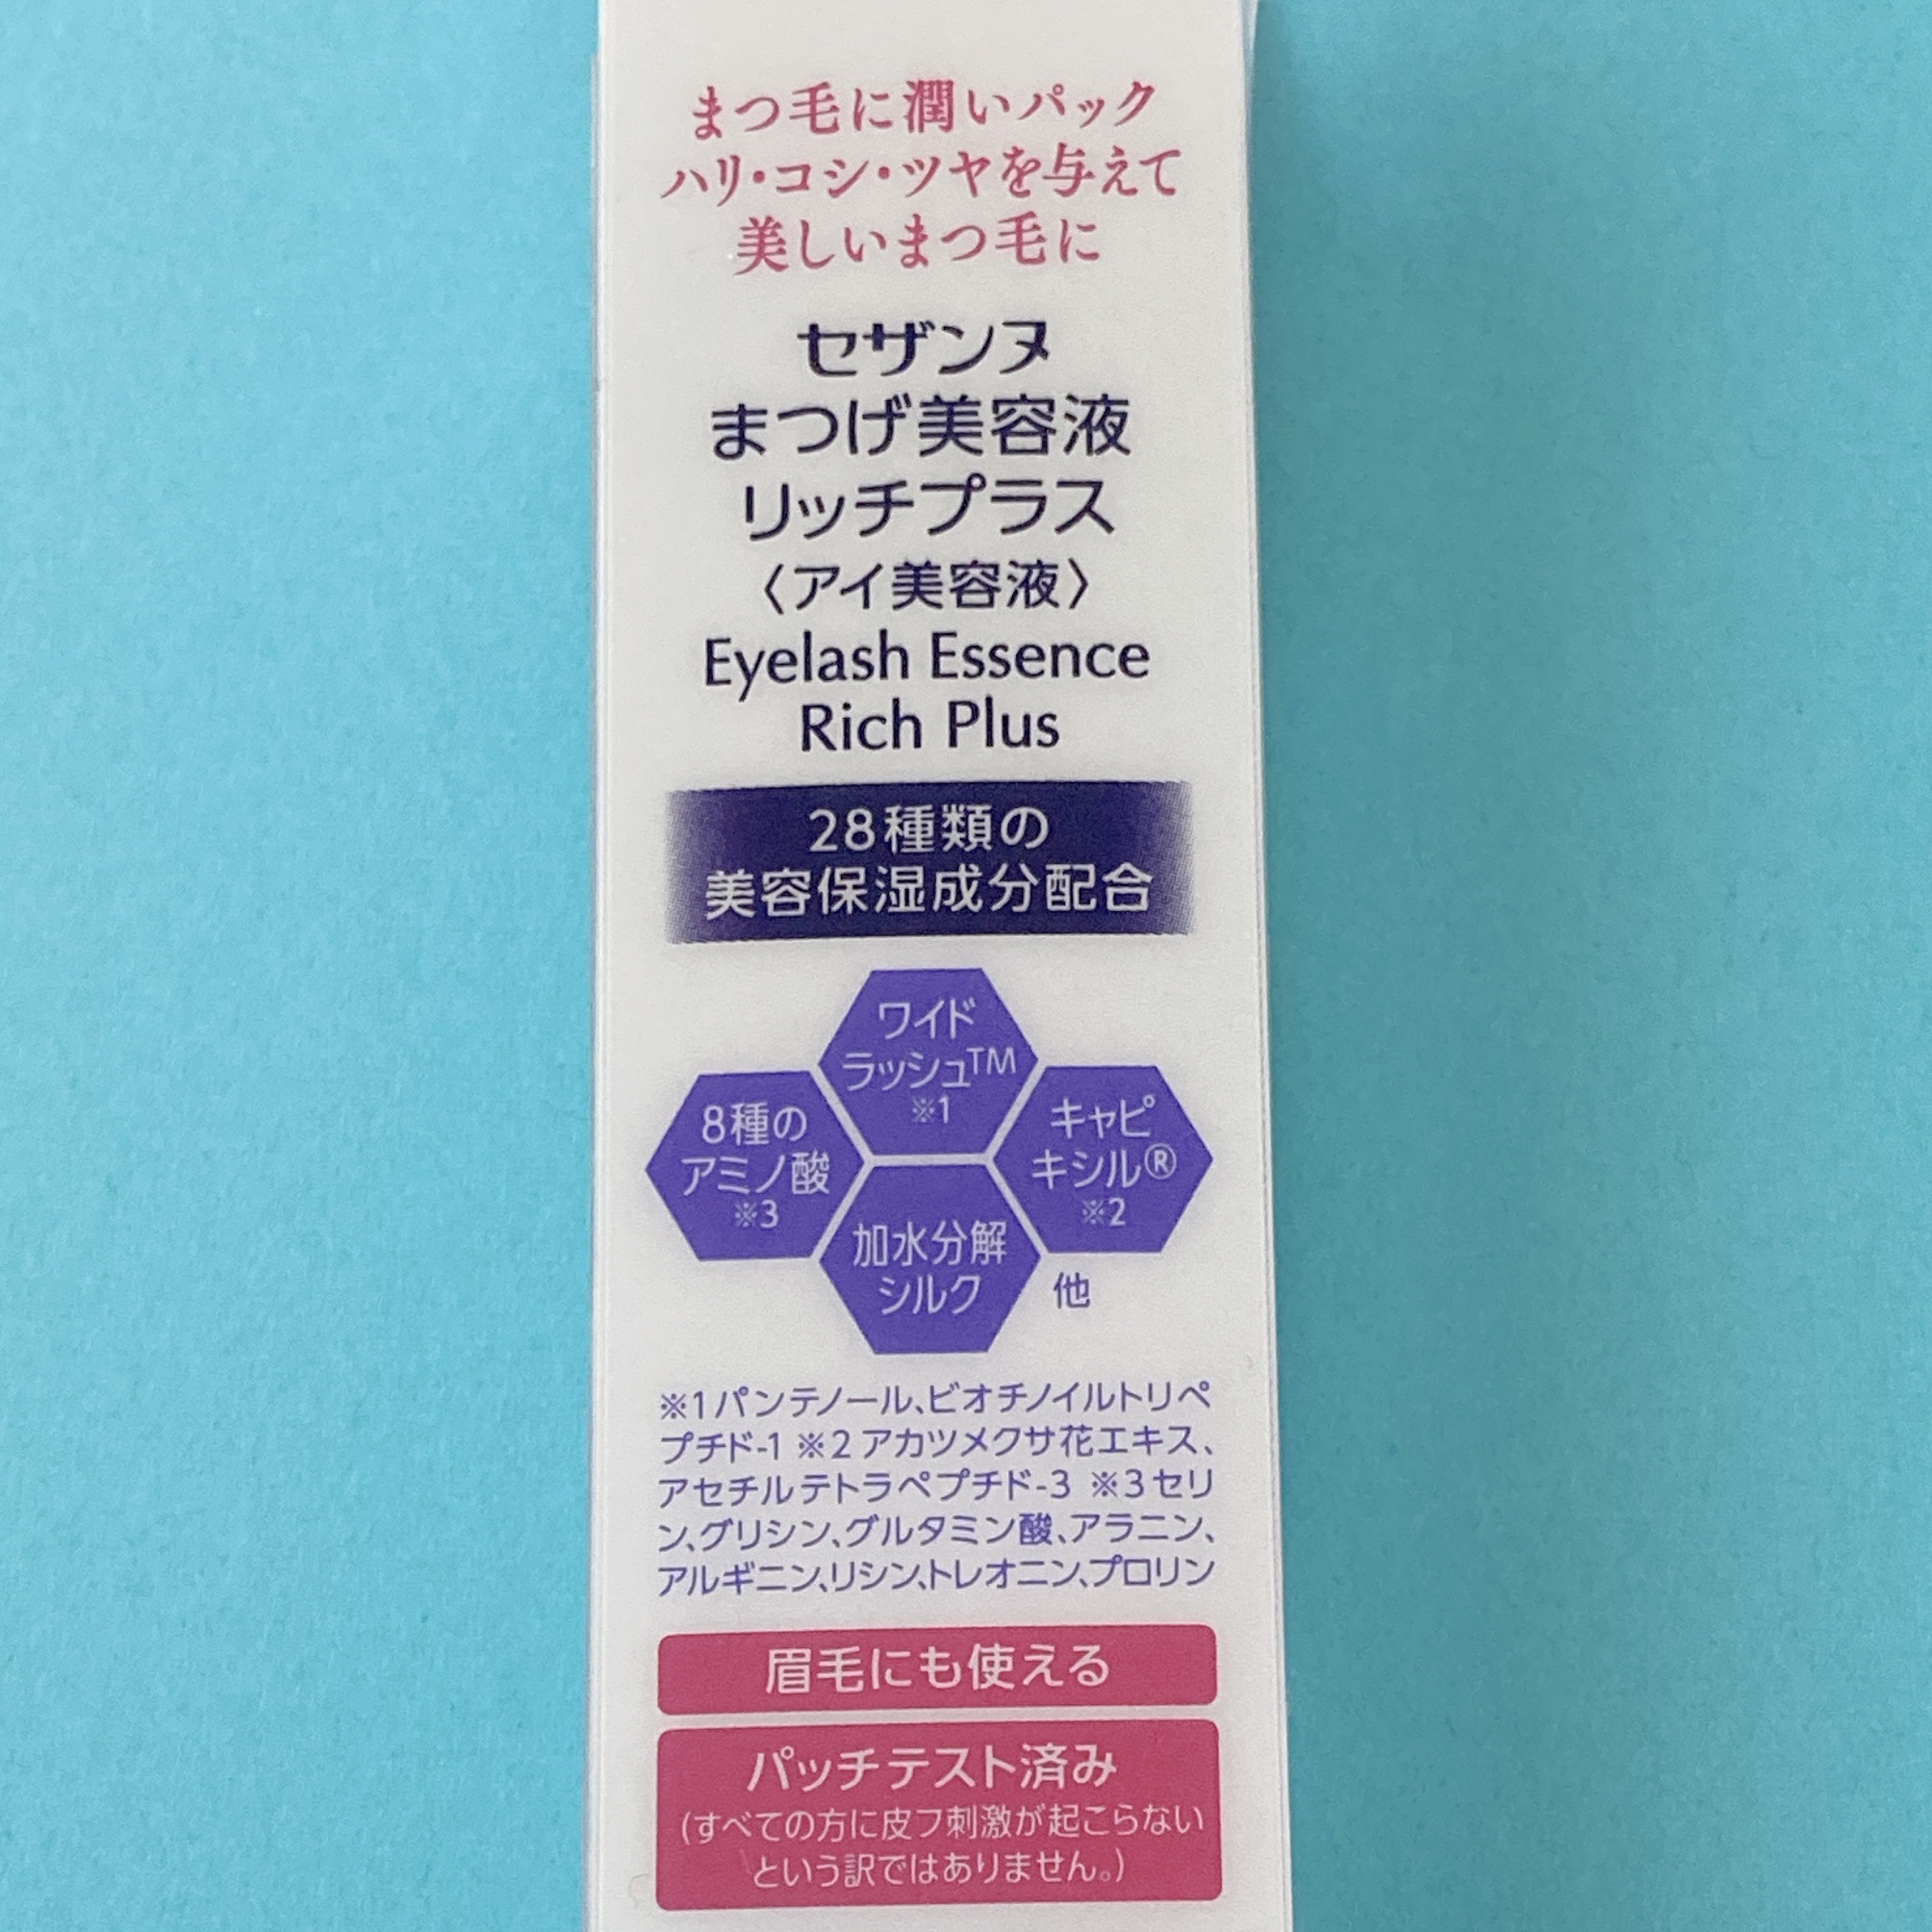 まつ毛に潤いパック
ハリ・コシ・ツヤを与えて
美しいまつ毛に
セザンヌ
まつげ美容液
リッチプラス
〈アイ美容液〉
Eyelash Essence
Rich Plus
28種類の
美容保湿成分配合
ワイド
ラッシュTM
※1
8種の
アミノ酸
※3
キャピ
キシル®
※2
加水分解
シルク
他
※1パンテノール、ビオチノイルトリペ
プチド-1 ※2アカツメクサ花エキス、
アセチルテトラペプチド-3 ※3セリ
ン、グリシン、グルタミン酸、アラニン、
アルギニン、リシン、トレオニン、プロリン
眉毛にも使える
パッチテスト済み
(すべての方に皮フ刺激が起こらない
という訳ではありません。)